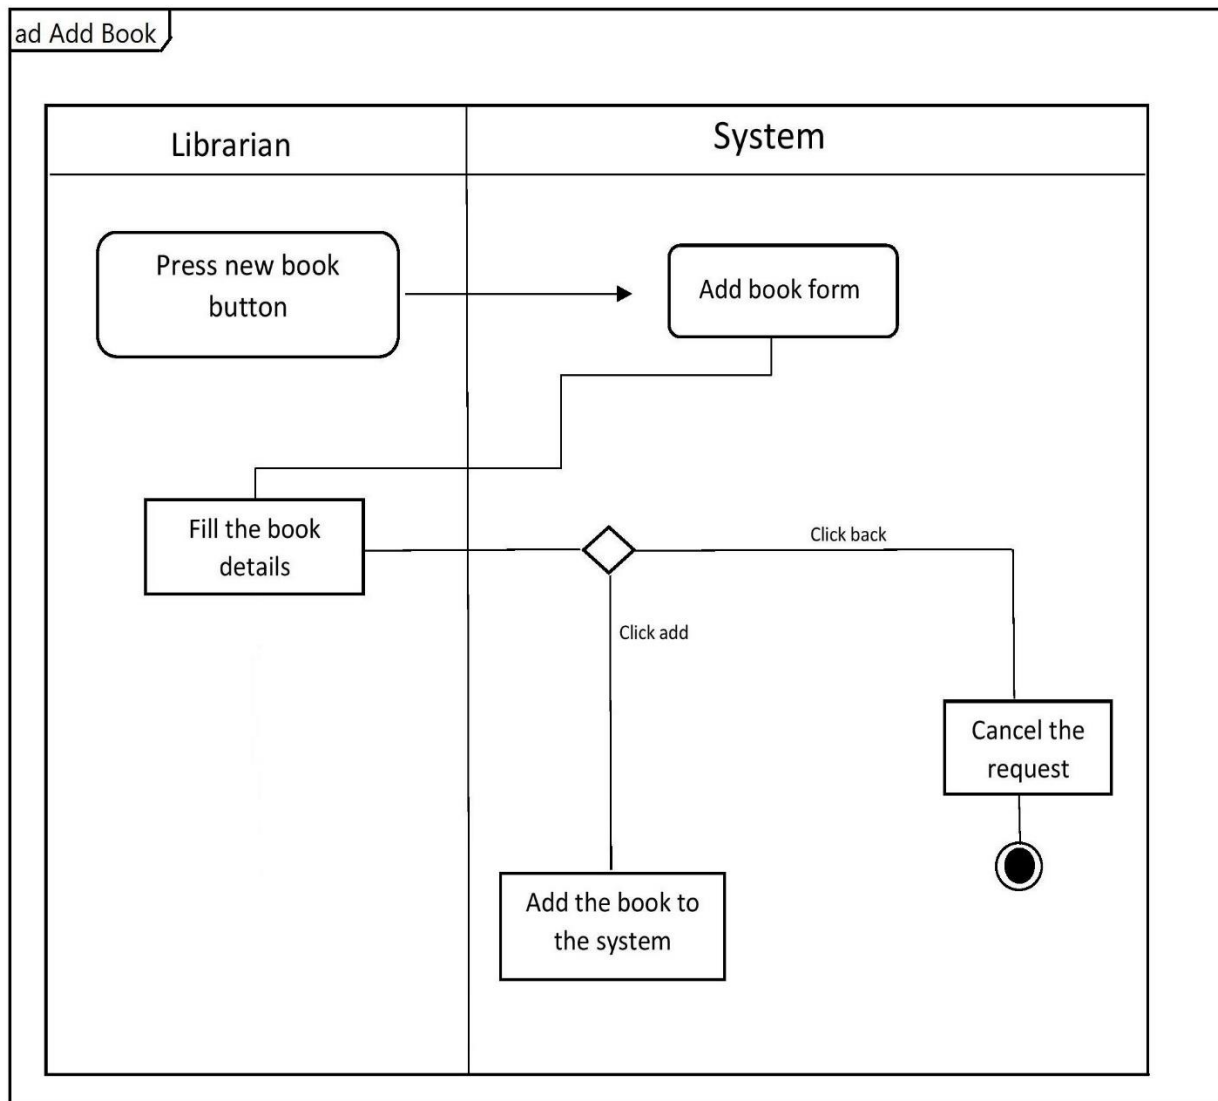 ad Add Book
Librarian
System
Press new book
button
Add book form
Fill the book
details
Click back
Click add
Cancel the
request
Add the book to
the system